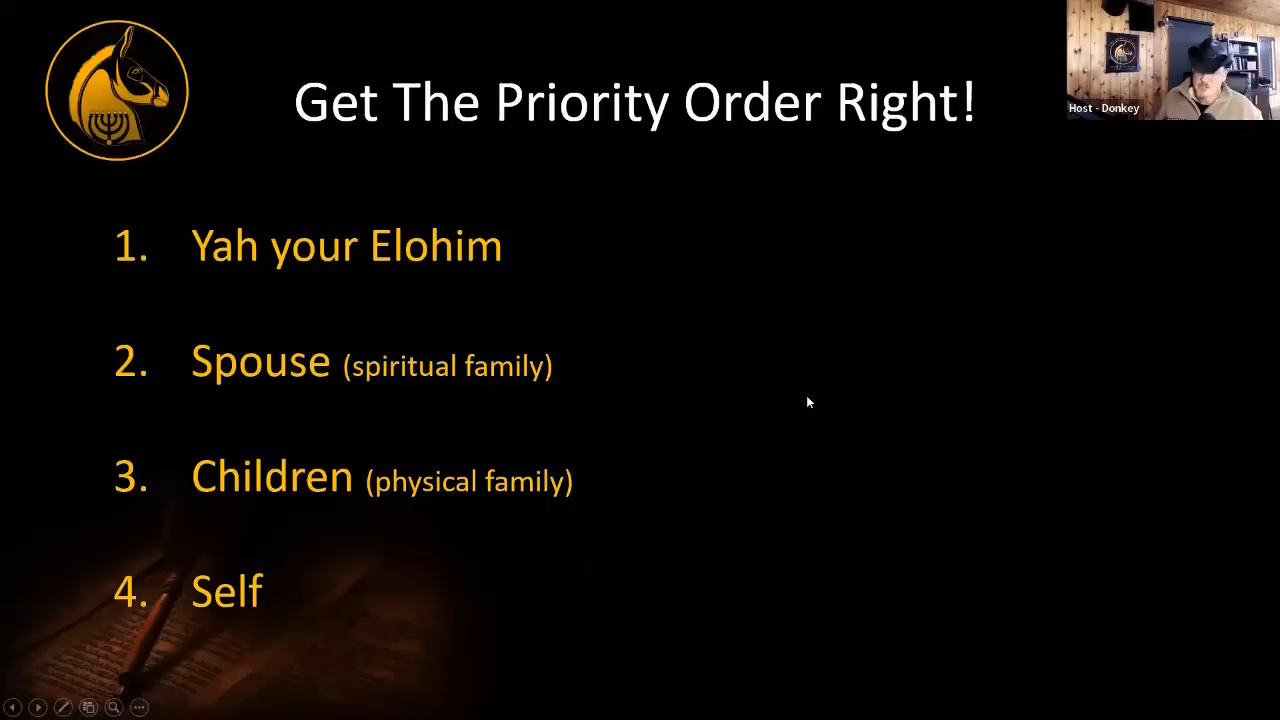 Get The Priority Order Right!
Host - Donkey
1. Yah your Elohim
2. Spouse (spiritual family)
3. Children (physical family)
4. Self